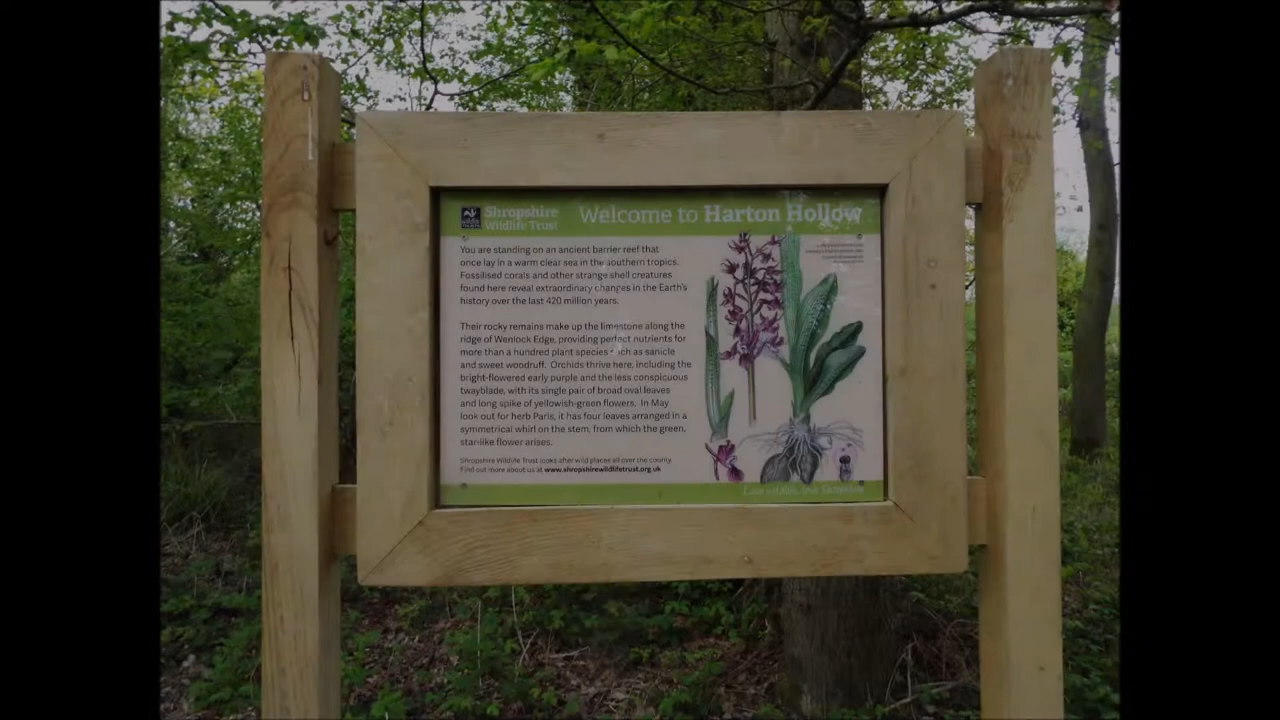 Shropshire
Wildlife Trust
Welcome to Harton Hollow
You are standing on an ancient barrier reef that
once lay in a warm clear sea in the southern tropics.
Fossilised corals and other strange shell creatures
found here reveal extraordinary changes in the Earth's
history over the last 420 million years.
Their rocky remains make up the limestone along the
ridge of Wenlock Edge, providing perfect nutrients for
more than a hundred plant species such as sanicle
and sweet woodruff. Orchids thrive here, including the
bright-flowered early purple and the less conspicuous
twayblade, with its single pair of broad oval leaves
and long spike of yellowish-green flowers. In May
look out for herb Paris, it has four leaves arranged in a
symmetrical whirl on the stem, from which the green,
star-like flower arises.
Shropshire Wildlife Trust looks after wild places all over the county.
Find out more about us at www.shropshirewildlifetrust.org.uk
Love wildlife, love Shropshire